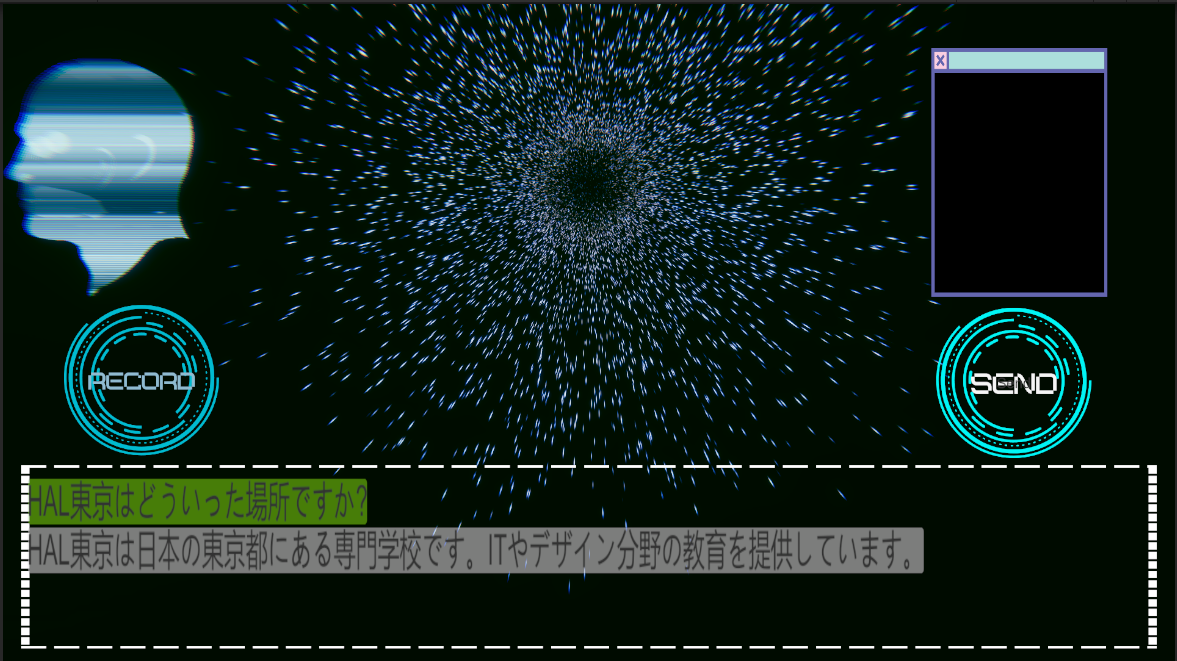 X
RECORD
SEND
HAL東京はどういった場所ですか?
HAL東京は日本の東京都にある専門学校です。ITやデザイン分野の教育を提供しています。